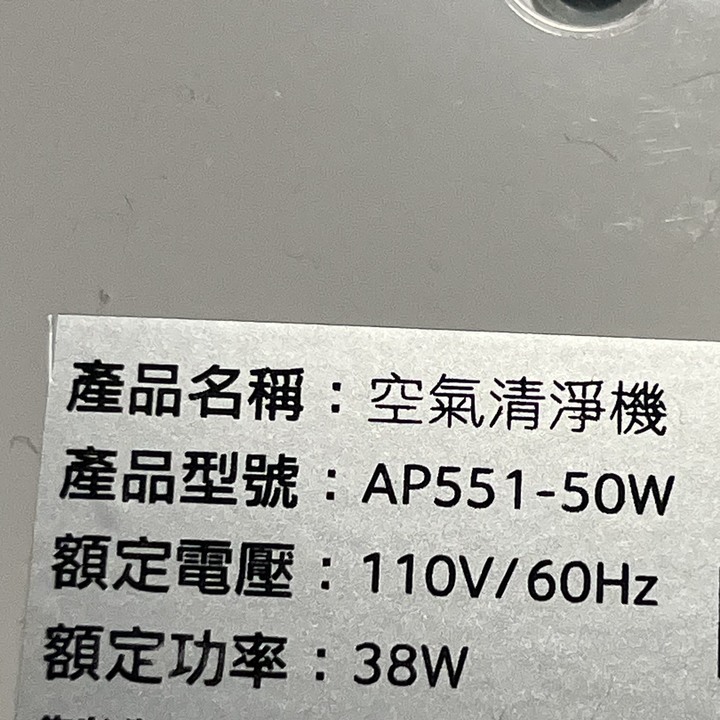 產品名稱：空氣清淨機
產品型號：AP551-50W
額定電壓：110V/60Hz
額定功率：38W